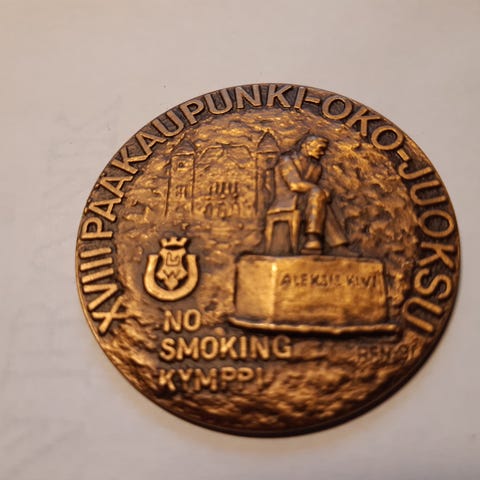 XVIII PÄÄKAUPUNKI-OKO-JUOKSU
ALEKSIS KIVI
NO
SMOKING
KYMPPI